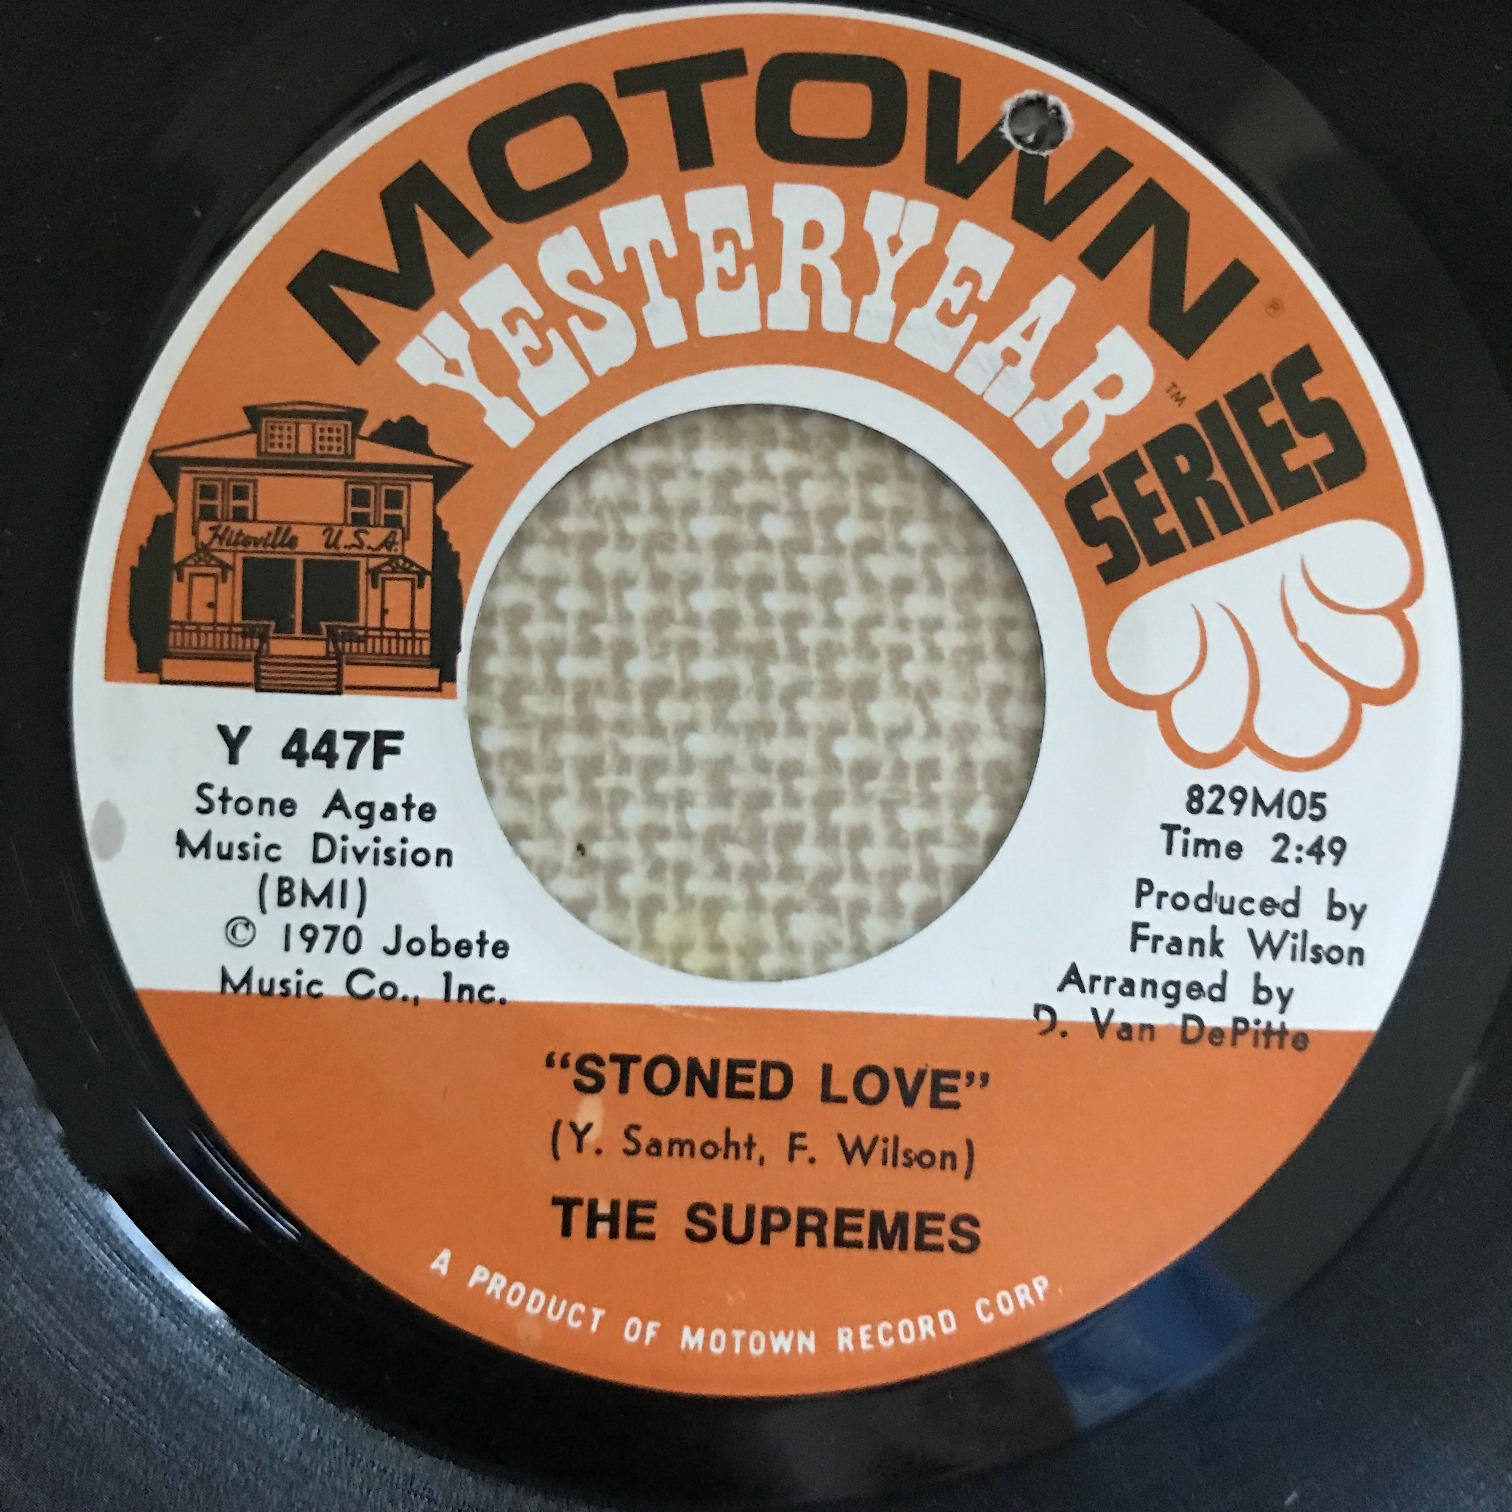 MOTOWN ®
YESTERYEAR ™
SERIES
Hitsville U.S.A.
Y 447F
Stone Agate
Music Division
(BMI)
© 1970 Jobete
Music Co., Inc.
829M05
Time 2:49
Produced by
Frank Wilson
Arranged by
D. Van DePitte
“STONED LOVE”
(Y. Samoht, F. Wilson)
THE SUPREMES
A PRODUCT OF MOTOWN RECORD CORP.